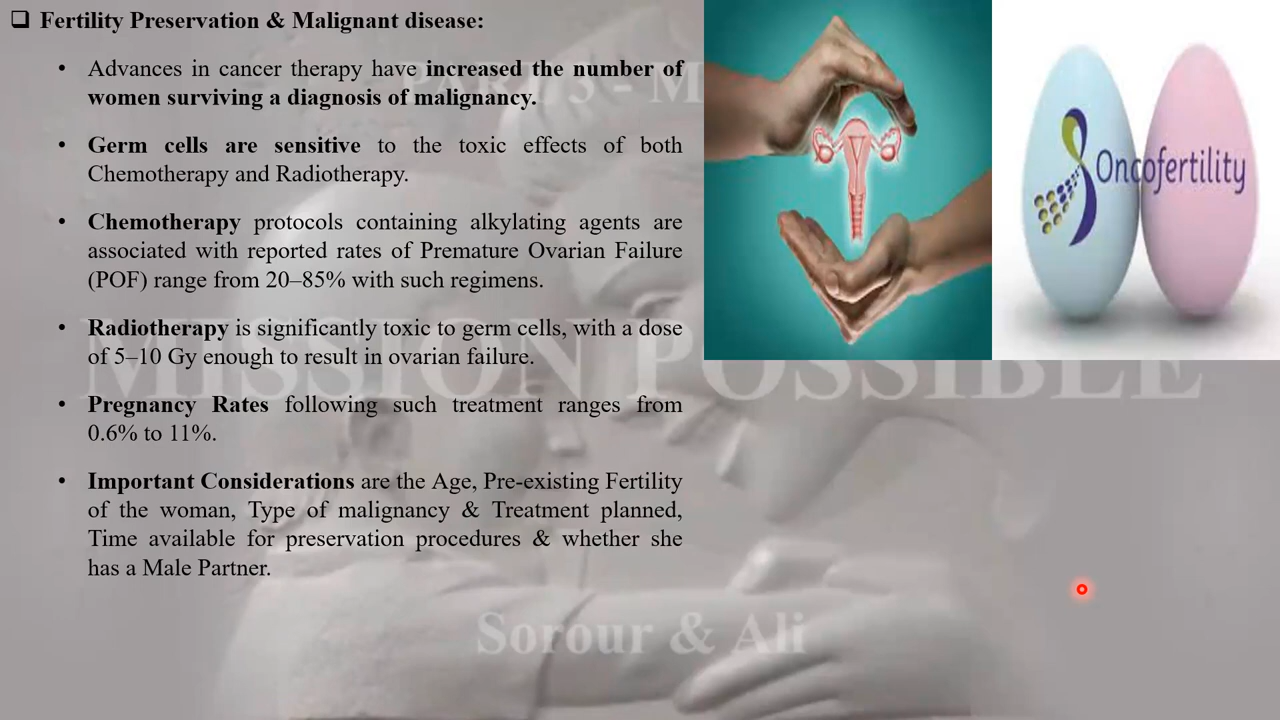 ❑ Fertility Preservation & Malignant disease:
• Advances in cancer therapy have increased the number of
women surviving a diagnosis of malignancy.
• Germ cells are sensitive to the toxic effects of both
Chemotherapy and Radiotherapy.
• Chemotherapy protocols containing alkylating agents are
associated with reported rates of Premature Ovarian Failure
(POF) range from 20–85% with such regimens.
• Radiotherapy is significantly toxic to germ cells, with a dose
of 5–10 Gy enough to result in ovarian failure.
• Pregnancy Rates following such treatment ranges from
0.6% to 11%.
• Important Considerations are the Age, Pre-existing Fertility
of the woman, Type of malignancy & Treatment planned,
Time available for preservation procedures & whether she
has a Male Partner.
Oncofertility
MISSION POSSIBLE
Sorour & Ali